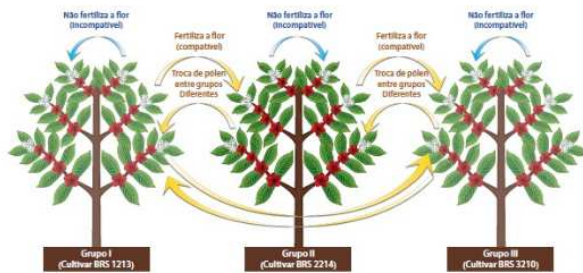 Não fertiliza a flor
(Incompatível)
Fertiliza a flor
(compatível)
Troca de pólen
entre grupos
Diferentes
Não fertiliza a flor
(Incompatível)
Fertiliza a flor
(compatível)
Troca de pólen
entre grupos
Diferentes
Não fertiliza a flor
(Incompatível)
Grupo I
(Cultivar BRS 1213)
Grupo II
(Cultivar BRS 2214)
Grupo III
(Cultivar BRS 3210)